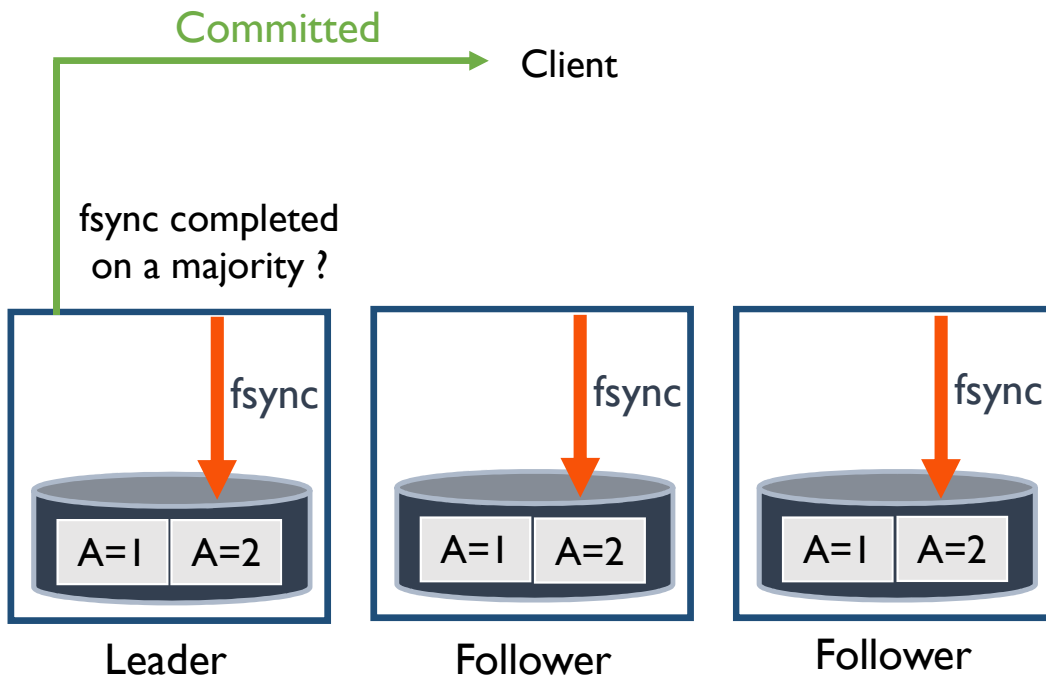 Committed
Client
fsync completed
on a majority ?
fsync
fsync
fsync
A=1 A=2
A=1 A=2
A=1 A=2
Leader
Follower
Follower